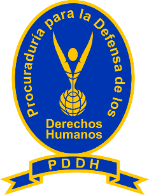 Procuraduría para la Defensa de los
Derechos
Humanos
PDDH